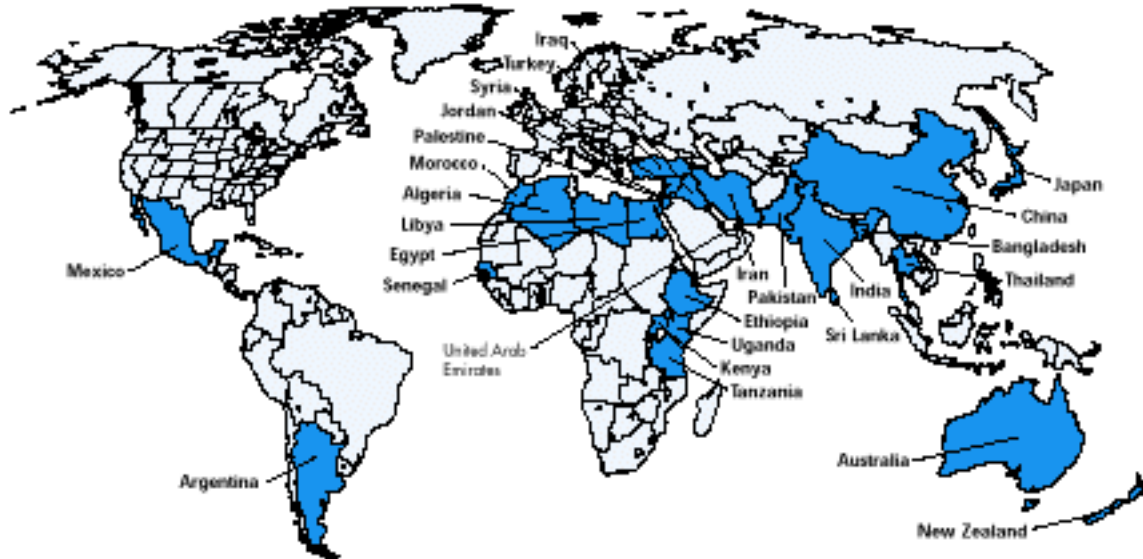 Iraq
Turkey
Syria
Jordan
Palestine
Morocco
Algeria
Libya
Egypt
Senegal
Mexico
Argentina
United Arab
Emirates
Iran
Pakistan
Ethiopia
Uganda
Kenya
Tanzania
India
Sri Lanka
Japan
China
Bangladesh
Thailand
Australia
New Zealand